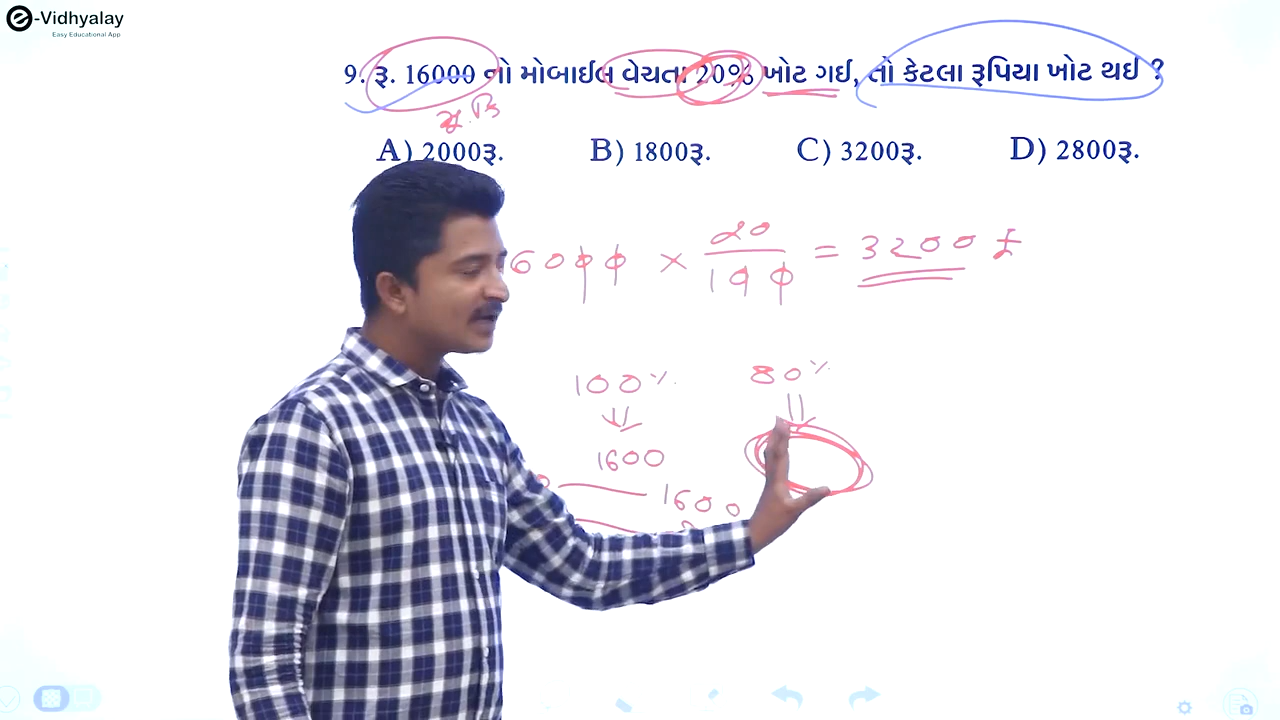 e-Vidhyalay
Easy Educational App
9. રૂ. 16000 નો મોબાઈલ વેચતા 20% ખોટ ગઈ, તો કેટલા રૂપિયા ખોટ થઈ ?
મૂ. કિ
A) 2000રૂ. B) 1800રૂ. C) 3200રૂ. D) 2800રૂ.
6000 × 20/100 = 3200 ₹
100% 80%
1600
1600